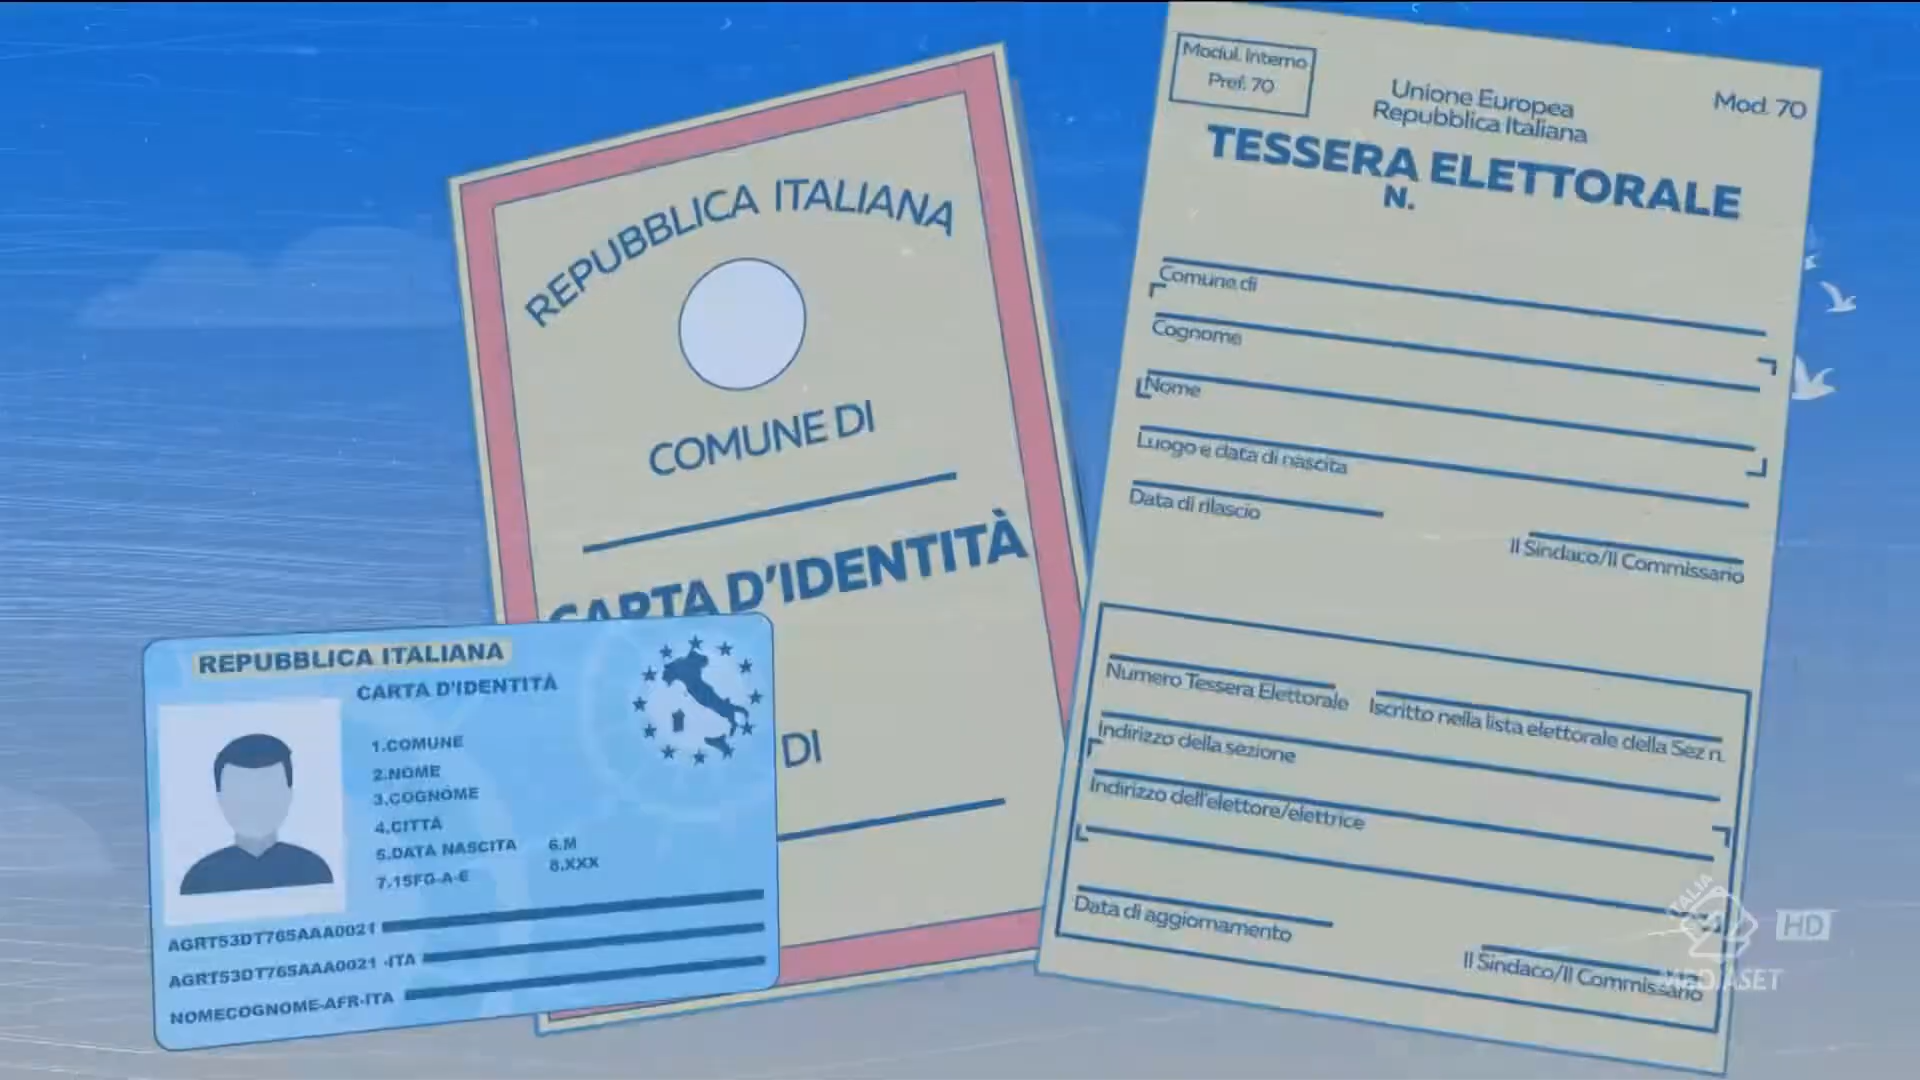 REPUBBLICA ITALIANA
COMUNE DI
CARTA D'IDENTITÀ
DI
REPUBBLICA ITALIANA
CARTA D'IDENTITÀ
1.COMUNE
2.NOME
3.COGNOME
4.CITTÀ
5.DATA NASCITA 6.M
7.15FG-A-E 8.XXX
AGRT53DT765AAA0021
AGRT53DT765AAA0021 -ITA
NOMECOGNOME-AFR-ITA
Modul. Interno
Pref. 70
Unione Europea
Repubblica Italiana
Mod. 70
TESSERA ELETTORALE
N.
Comune di
Cognome
Nome
Luogo e data di nascita
Data di rilascio
Il Sindaco/Il Commissario
Numero Tessera Elettorale Iscritto nella lista elettorale della Sez n.
Indirizzo della sezione
Indirizzo dell'elettore/elettrice
Data di aggiornamento
Il Sindaco/Il Commissario
ITALIA
2
HD
MEDIASET